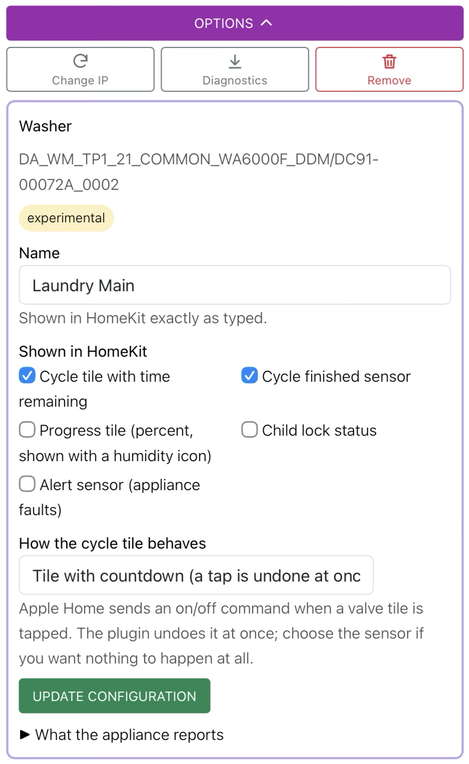 OPTIONS
Change IP
Diagnostics
Remove
Washer
DA_WM_TP1_21_COMMON_WA6000F_DDM/DC91-
00072A_0002
experimental
Name
Laundry Main
Shown in HomeKit exactly as typed.
Shown in HomeKit
Cycle tile with time
remaining
Cycle finished sensor
Progress tile (percent,
shown with a humidity icon)
Child lock status
Alert sensor (appliance
faults)
How the cycle tile behaves
Tile with countdown (a tap is undone at onc
Apple Home sends an on/off command when a valve tile is
tapped. The plugin undoes it at once; choose the sensor if
you want nothing to happen at all.
UPDATE CONFIGURATION
What the appliance reports